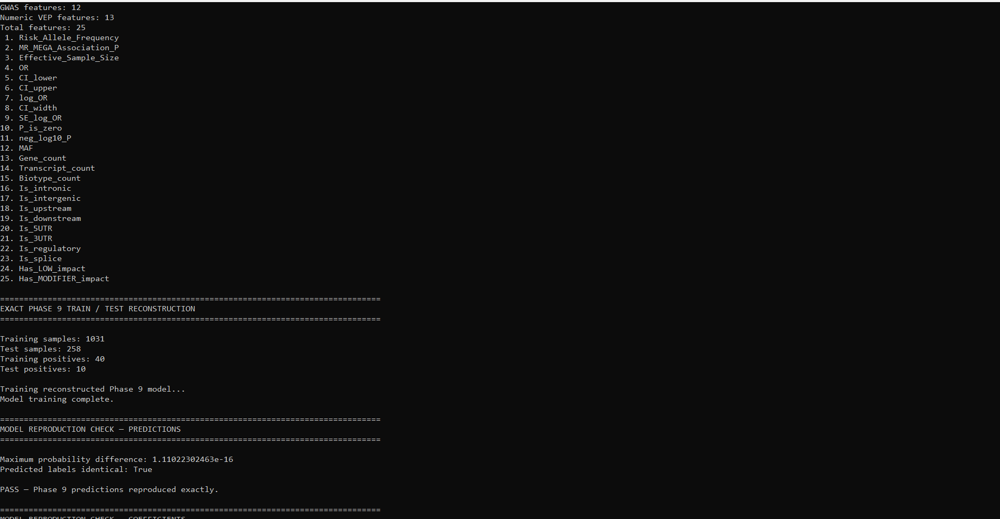 GWAS features: 12
Numeric VEP features: 13
Total features: 25
 1. Risk_Allele_Frequency
 2. MR_MEGA_Association_P
 3. Effective_Sample_Size
 4. OR
 5. CI_lower
 6. CI_upper
 7. log_OR
 8. CI_width
 9. SE_log_OR
10. P_is_zero
11. neg_log10_P
12. MAF
13. Gene_count
14. Transcript_count
15. Biotype_count
16. Is_intronic
17. Is_intergenic
18. Is_upstream
19. Is_downstream
20. Is_5UTR
21. Is_3UTR
22. Is_regulatory
23. Is_splice
24. Has_LOW_impact
25. Has_MODIFIER_impact
================================================================================
EXACT PHASE 9 TRAIN / TEST RECONSTRUCTION
================================================================================
Training samples: 1031
Test samples: 258
Training positives: 40
Test positives: 10
Training reconstructed Phase 9 model...
Model training complete.
================================================================================
MODEL REPRODUCTION CHECK — PREDICTIONS
================================================================================
Maximum probability difference: 1.11022302463e-16
Predicted labels identical: True
PASS — Phase 9 predictions reproduced exactly.
================================================================================
MODEL REPRODUCTION CHECK — COEFFICIENTS